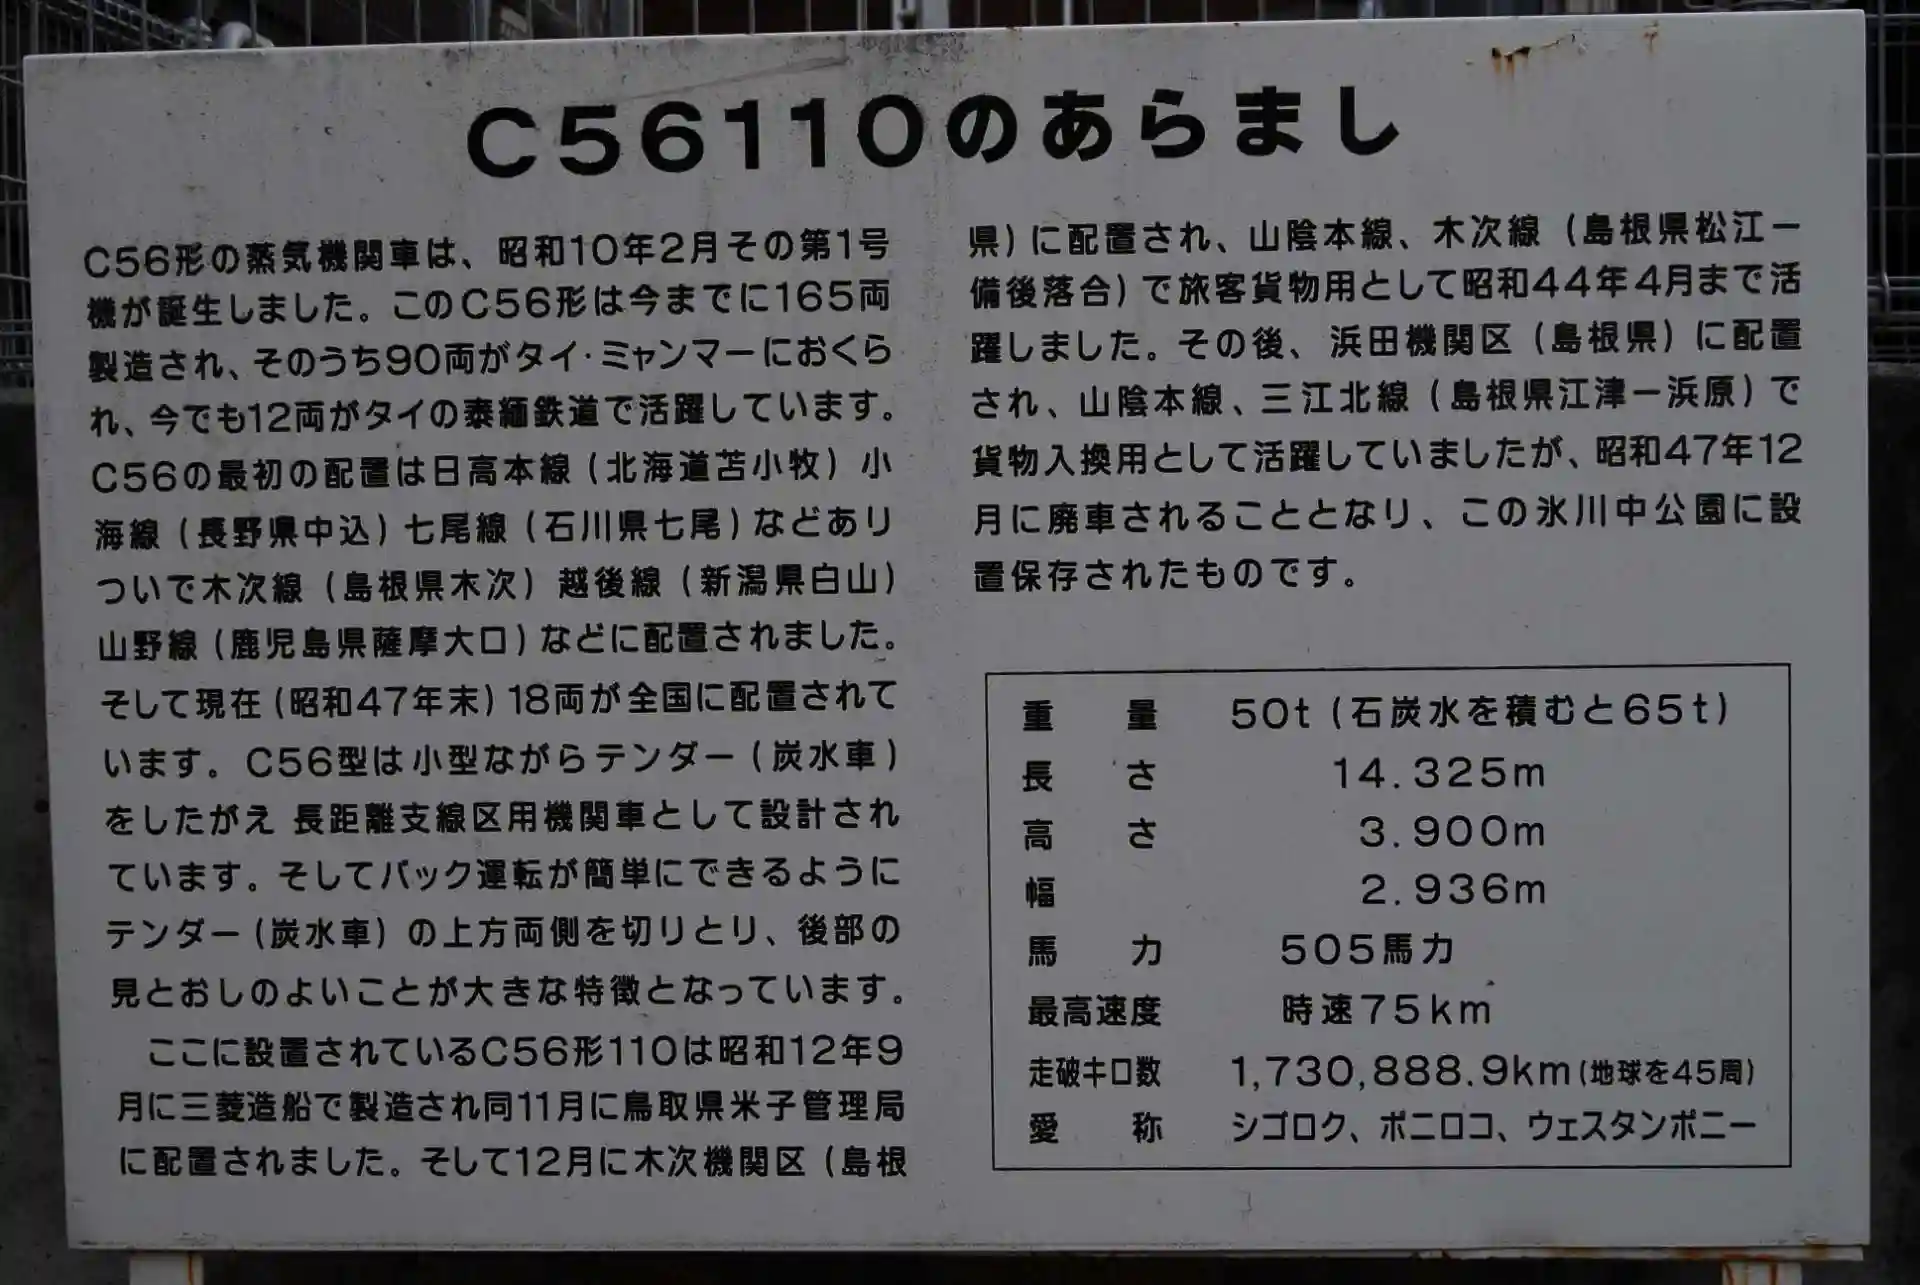 C56110のあらまし
C56形の蒸気機関車は、昭和10年2月その第1号
機が誕生しました。このC56形は今までに165両
製造され、そのうち90両がタイ・ミャンマーにおくら
れ、今でも12両がタイの泰緬鉄道で活躍しています。
C56の最初の配置は日高本線(北海道苫小牧)小
海線(長野県中込)七尾線(石川県七尾)などあり
ついで木次線(島根県木次)越後線(新潟県白山)
山野線(鹿児島県薩摩大口)などに配置されました。
そして現在(昭和47年末)18両が全国に配置されて
います。C56型は小型ながらテンダー(炭水車)
をしたがえ 長距離支線区用機関車として設計され
ています。そしてバック運転が簡単にできるように
テンダー(炭水車)の上方両側を切りとり、後部の
見とおしのよいことが大きな特徴となっています。
ここに設置されているC56形110は昭和12年9
月に三菱造船で製造され同11月に鳥取県米子管理局
に配置されました。そして12月に木次機関区(島根
県)に配置され、山陰本線、木次線(島根県松江ー
備後落合)で旅客貨物用として昭和44年4月まで活
躍しました。その後、浜田機関区(島根県)に配置
され、山陰本線、三江北線(島根県江津ー浜原)で
貨物入換用として活躍していましたが、昭和47年12
月に廃車されることとなり、この氷川中公園に設
置保存されたものです。
重量 50t(石炭水を積むと65t)
長さ 14.325m
高さ 3.900m
幅 2.936m
馬力 505馬力
最高速度 時速75km
走破キロ数 1,730,888.9km(地球を45周)
愛称 シゴロク、ポニロコ、ウェスタンポニー